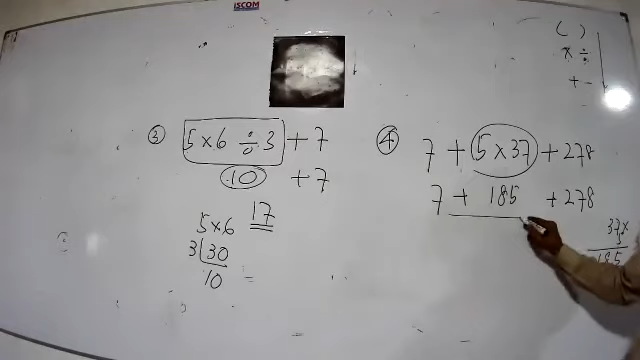 iSCOM
( )
× ÷
+ -
③ 5 × 6 ÷ 3 + 7
10 + 7
17
5 × 6
3 30
10 =
④ 7 + 5 × 37 + 278
7 + 185 + 278
37 ×
5
185